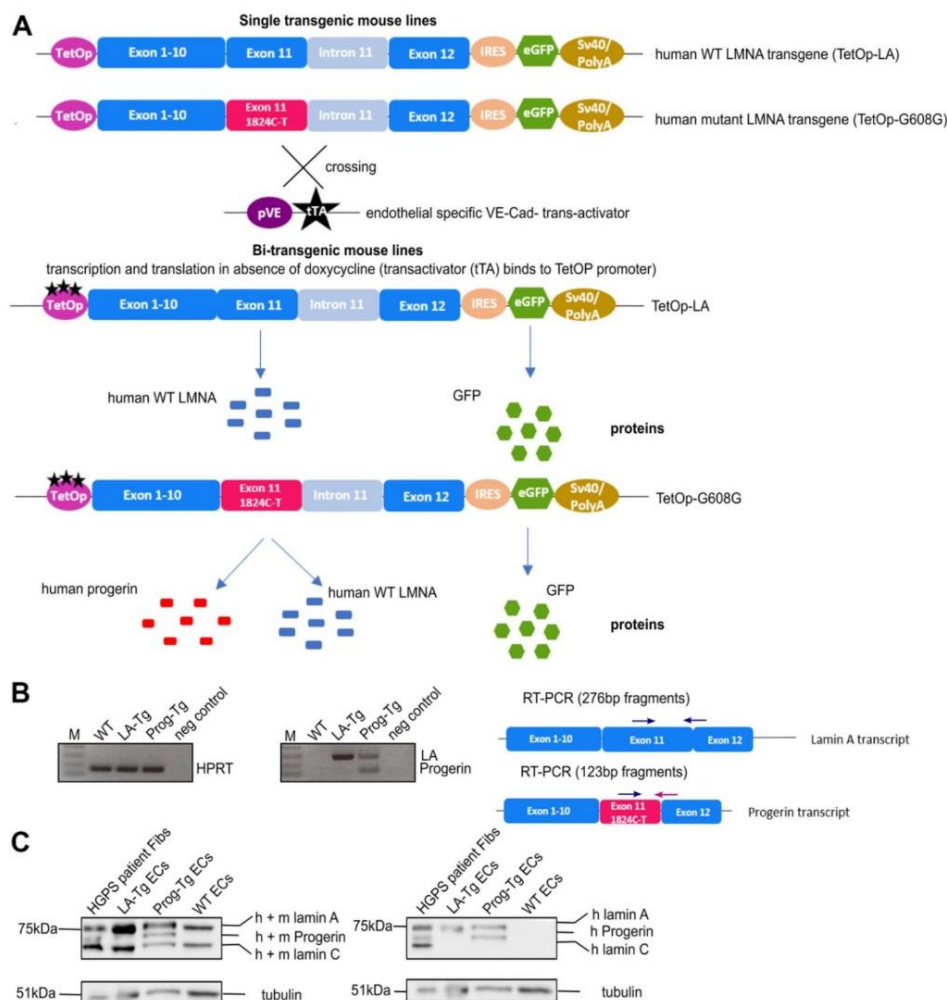 A
Single transgenic mouse lines
TetOp Exon 1-10 Exon 11 Intron 11 Exon 12 IRES eGFP Sv40/
PolyA
human WT LMNA transgene (TetOp-LA)
TetOp Exon 1-10 Exon 11
1824C-T Intron 11 Exon 12 IRES eGFP Sv40/
PolyA
human mutant LMNA transgene (TetOp-G608G)
crossing
pVE tTA endothelial specific VE-Cad- trans-activator
Bi-transgenic mouse lines
transcription and translation in absence of doxycycline (transactivator (tTA) binds to TetOP promoter)
TetOp Exon 1-10 Exon 11 Intron 11 Exon 12 IRES eGFP Sv40/
PolyA
TetOp-LA
human WT LMNA
GFP
proteins
TetOp Exon 1-10 Exon 11
1824C-T Intron 11 Exon 12 IRES eGFP Sv40/
PolyA
TetOp-G608G
human progerin
human WT LMNA
GFP
proteins
B
M WT LA-Tg Prog-Tg neg control
HPRT
M WT LA-Tg Prog-Tg neg control
LA
Progerin
RT-PCR (276bp fragments)
Exon 1-10 Exon 11 Exon 12 Lamin A transcript
RT-PCR (123bp fragments)
Exon 1-10 Exon 11
1824C-T Exon 12 Progerin transcript
C
HGPS patient Fibs LA-Tg ECs Prog-Tg ECs WT ECs
75kDa
h + m lamin A
h + m Progerin
h + m lamin C
51kDa tubulin
HGPS patient Fibs LA-Tg ECs Prog-Tg ECs WT ECs
75kDa
h lamin A
h Progerin
h lamin C
51kDa tubulin